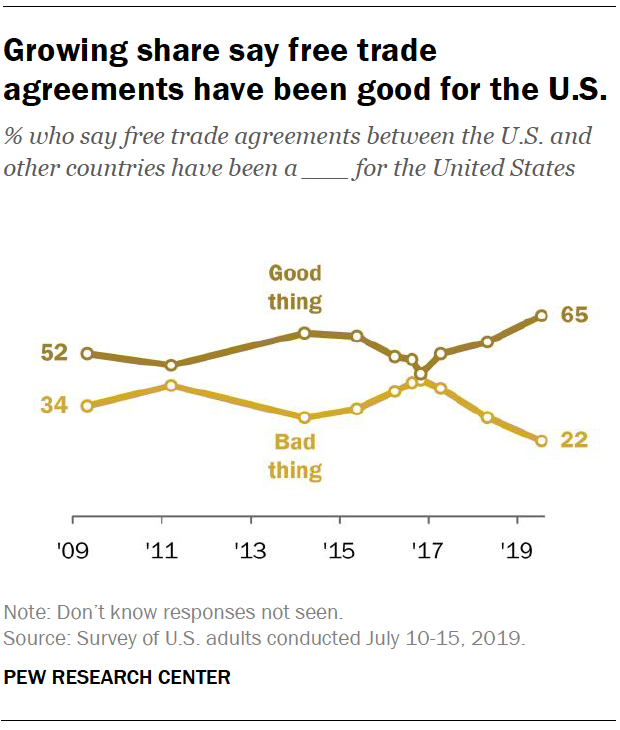 Growing share say free trade
agreements have been good for the U.S.
% who say free trade agreements between the U.S. and
other countries have been a ___ for the United States
Good
thing
65
52
34
Bad
thing
22
'09 '11 '13 '15 '17 '19
Note: Don't know responses not seen.
Source: Survey of U.S. adults conducted July 10-15, 2019.
PEW RESEARCH CENTER